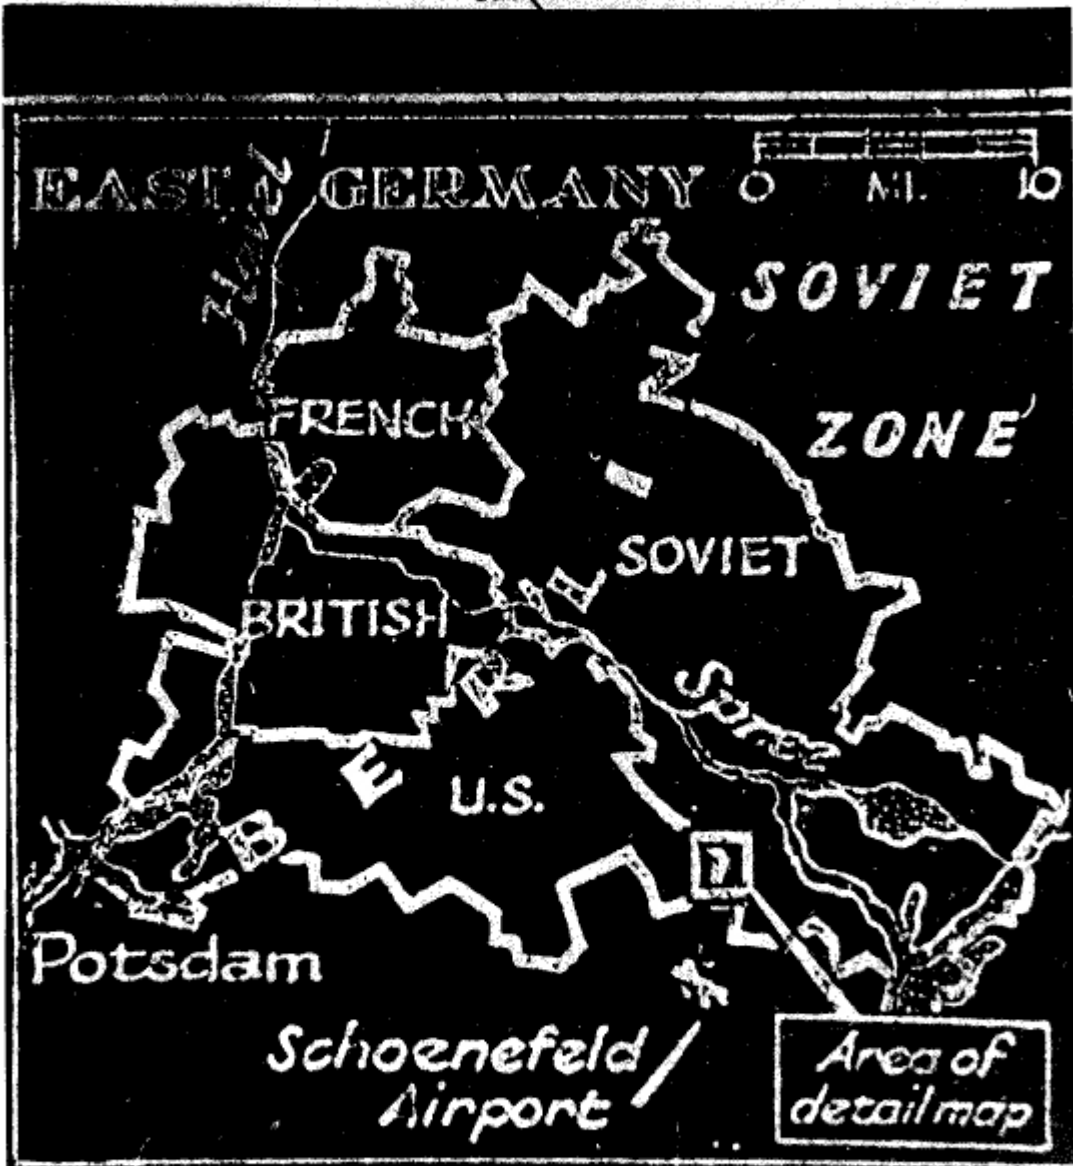 EAST GERMANY
0 MI. 10
Havel
SOVIET
ZONE
FRENCH
SOVIET
BRITISH
Spree
BERLIN
U.S.
Potsdam
Schoenefeld
Airport
Area of
detail map